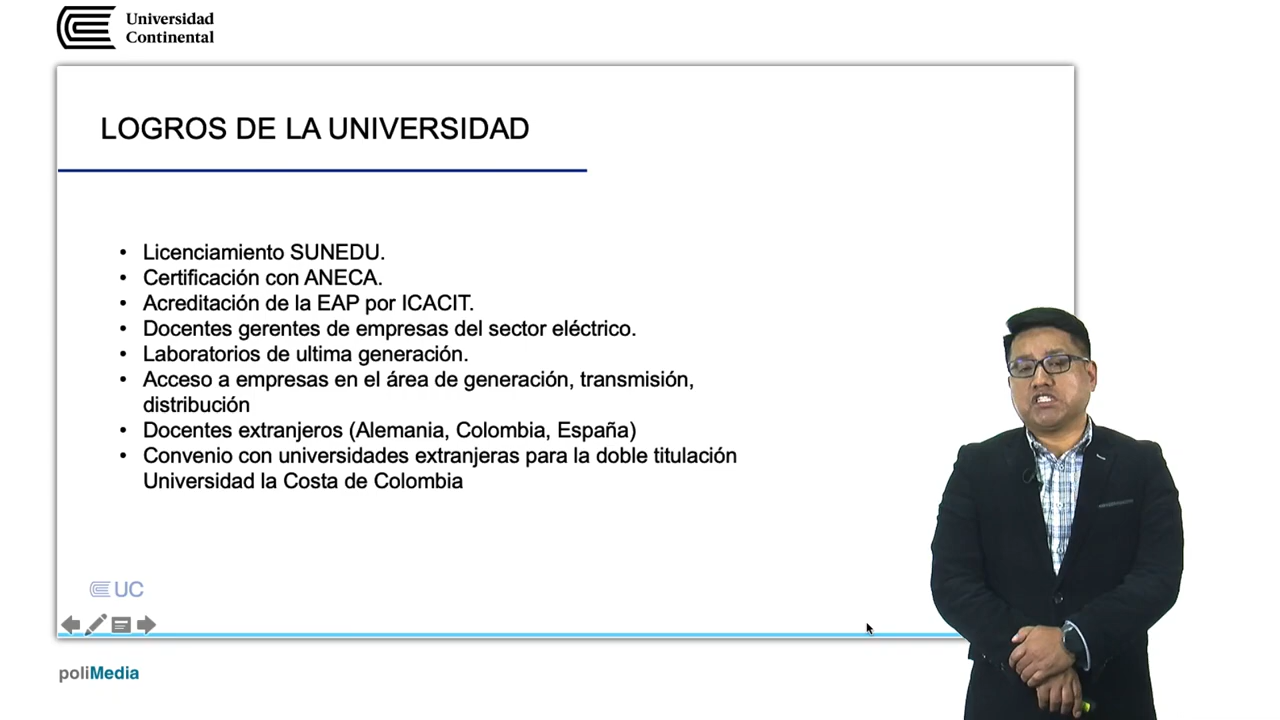 Universidad
Continental
LOGROS DE LA UNIVERSIDAD
• Licenciamiento SUNEDU.
• Certificación con ANECA.
• Acreditación de la EAP por ICACIT.
• Docentes gerentes de empresas del sector eléctrico.
• Laboratorios de ultima generación.
• Acceso a empresas en el área de generación, transmisión,
distribución
• Docentes extranjeros (Alemania, Colombia, España)
• Convenio con universidades extranjeras para la doble titulación
Universidad la Costa de Colombia
UC
poliMedia